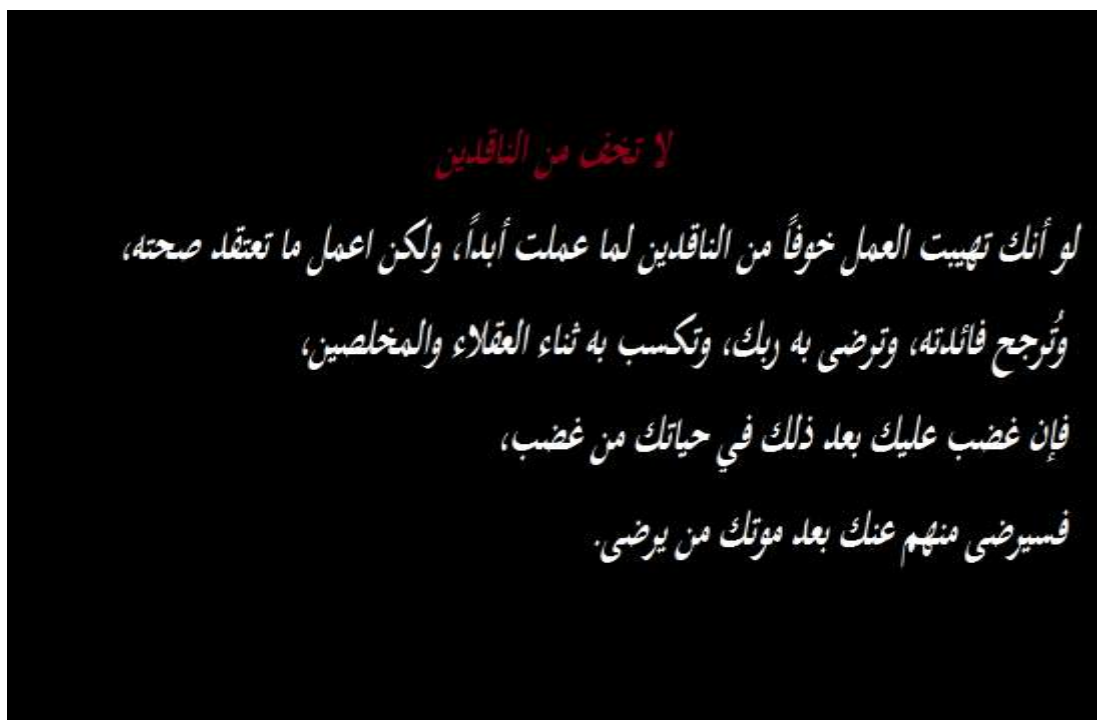 لا تخف من الناقدين
لو أنك تهيبت العمل خوفاً من الناقدين لما عملت أبداً، ولكن اعمل ما تعتقد صحته،
وتُرجح فائدته، وترضى به ربك، وتكسب به ثناء العقلاء والمخلصين،
فإن غضب عليك بعد ذلك في حياتك من غضب،
فسيرضى منهم عنك بعد موتك من يرضى.